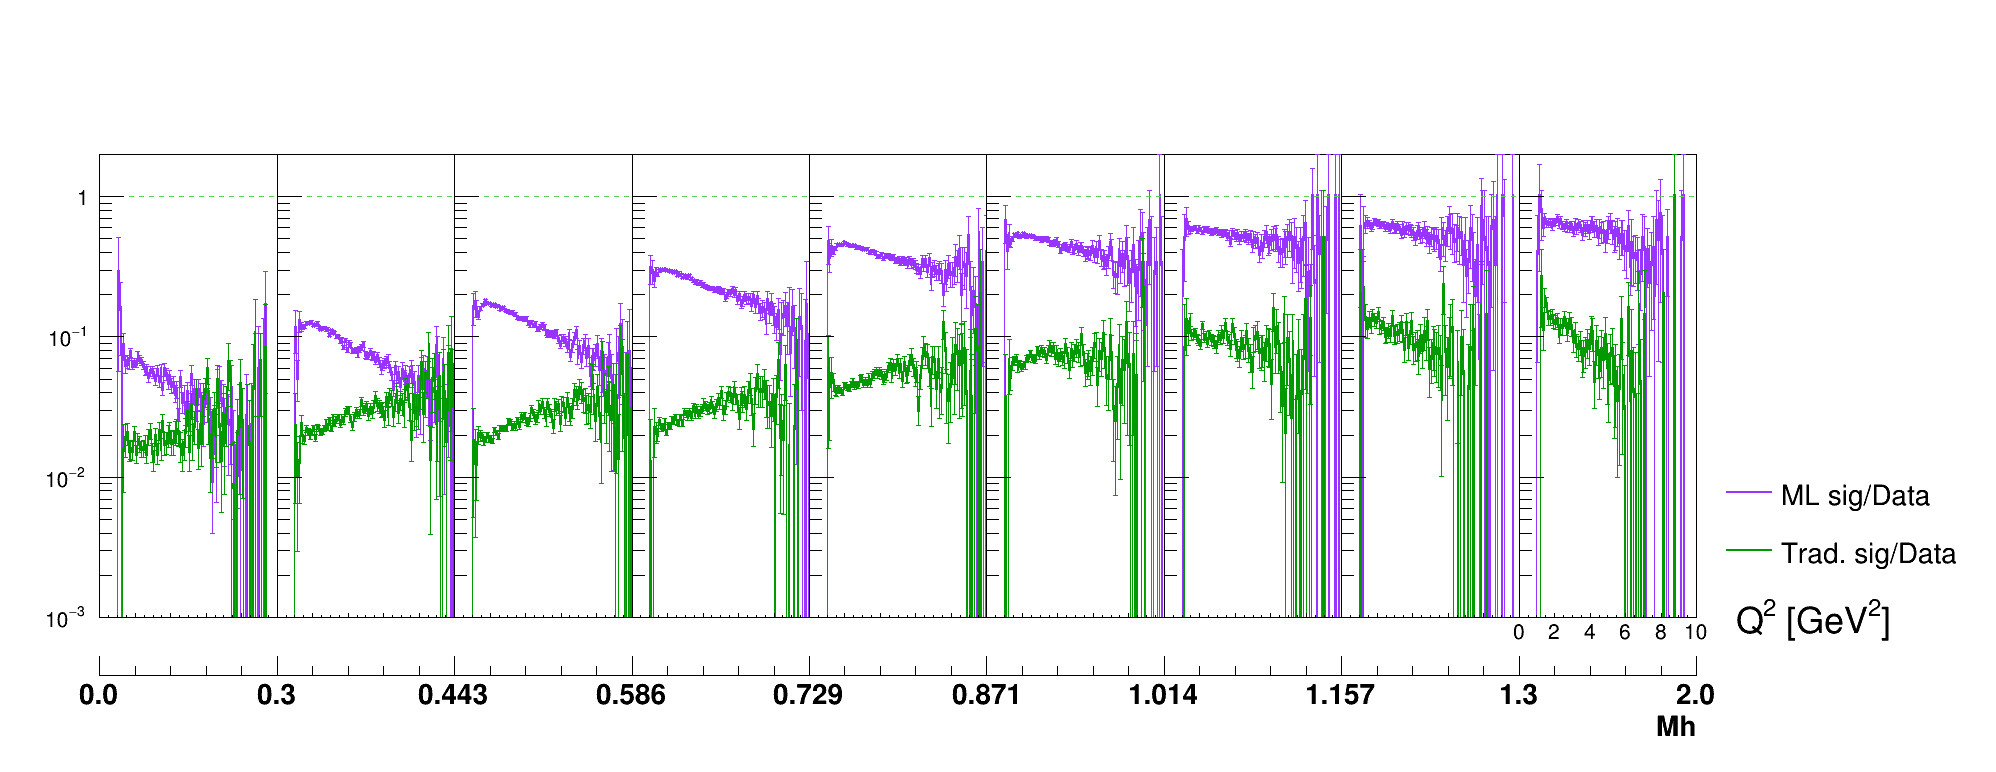 1
10⁻¹
10⁻²
10⁻³
ML sig/Data
Trad. sig/Data
Q² [GeV²]
0 2 4 6 8 10
0.0 0.3 0.443 0.586 0.729 0.871 1.014 1.157 1.3 2.0
Mh